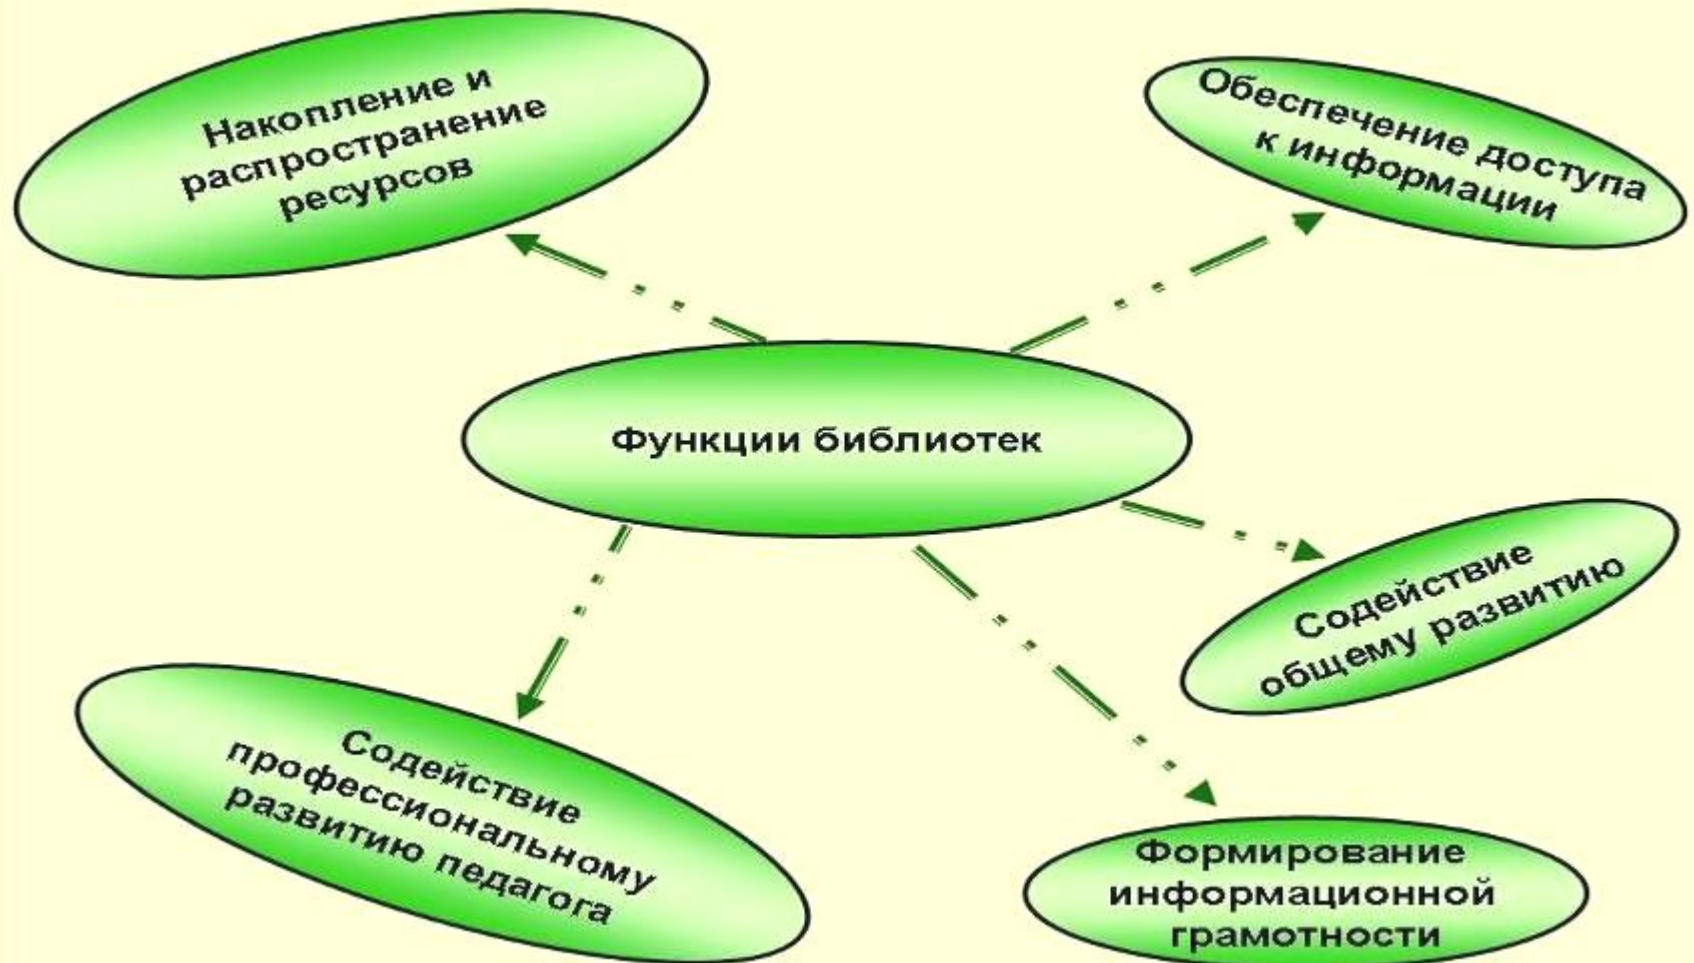 Накопление и
распространение
ресурсов
Обеспечение доступа
к информации
Функции библиотек
Содействие
общему развитию
Содействие
профессиональному
развитию педагога
Формирование
информационной
грамотности